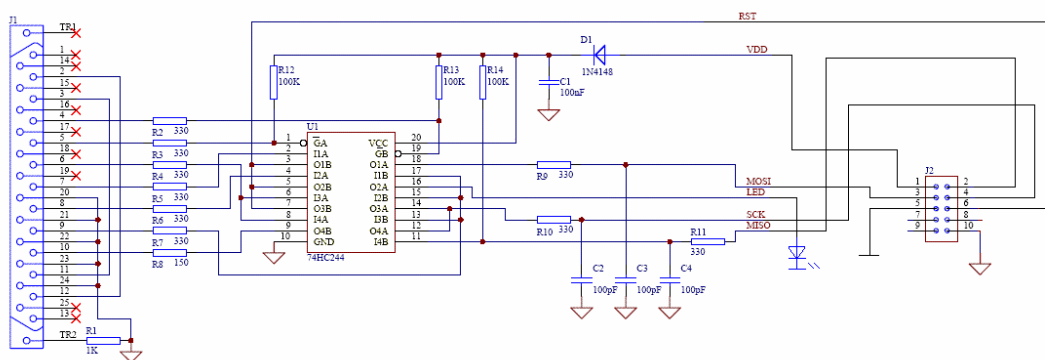 J1
RST
TR1
D1
VDD
1
14
2
15
3
16
4
17
5
18
6
19
7
20
8
21
9
22
10
23
11
24
12
25
13
TR2
R1
1K
R2
330
R3
330
R4
330
R5
330
R6
330
R7
330
R8
150
R12
100K
R13
100K
R14
100K
1N4148
C1
100nF
U1
1 GA VCC 20
2 I1A GB 19
3 O1B O1A 18
4 I2A I1B 17
5 O2B O2A 16
6 I3A I2B 15
7 O3B O3A 14
8 I4A I3B 13
9 O4B O4A 12
10 GND I4B 11
74HC244
R9
330
R10
330
R11
330
MOSI
LED
SCK
MISO
C2
100pF
C3
100pF
C4
100pF
J2
1 2
3 4
5 6
7 8
9 10